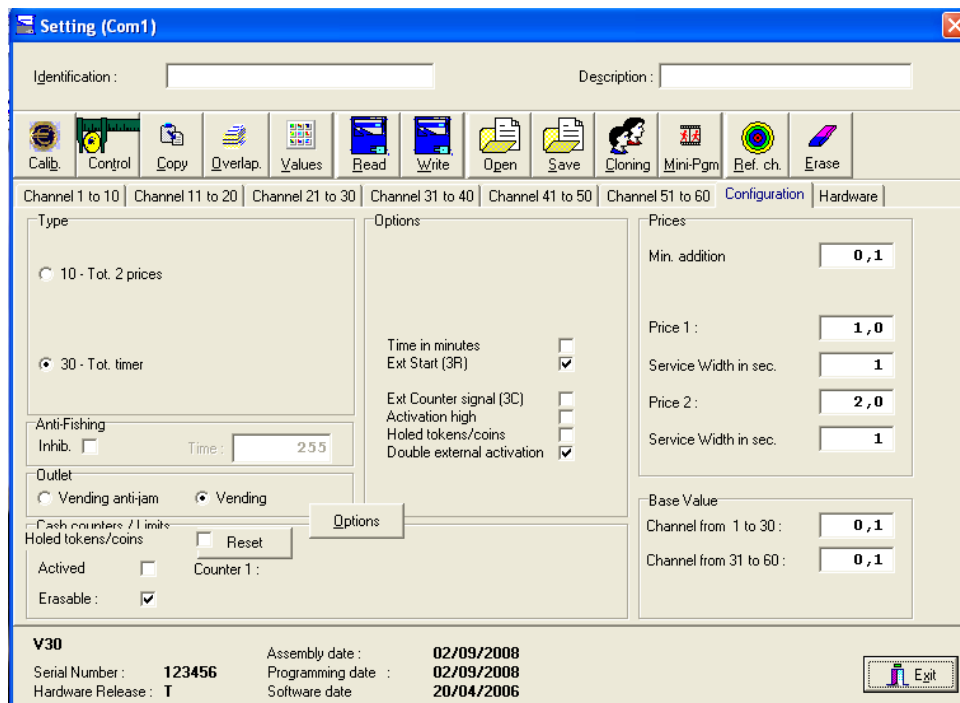 Setting (Com1)
Identification :
Description :
Calib.
Control
Copy
Overlap.
Values
Read
Write
Open
Save
Cloning
Mini-Pgm
Ref. ch.
Erase
Channel 1 to 10
Channel 11 to 20
Channel 21 to 30
Channel 31 to 40
Channel 41 to 50
Channel 51 to 60
Configuration
Hardware
Type
10 - Tot. 2 prices
30 - Tot. timer
Anti-Fishing
Inhib.
Time : 255
Outlet
Vending anti-jam
Vending
Options
Time in minutes
Ext Start (3R)
Ext Counter signal (3C)
Activation high
Holed tokens/coins
Double external activation
Options
Cash counters / Limits
Holed tokens/coins
Reset
Actived
Counter 1 :
Erasable :
Prices
Min. addition 0,1
Price 1 : 1,0
Service Width in sec. 1
Price 2 : 2,0
Service Width in sec. 1
Base Value
Channel from 1 to 30 : 0,1
Channel from 31 to 60 : 0,1
V30
Serial Number : 123456
Hardware Release : T
Assembly date : 02/09/2008
Programming date : 02/09/2008
Software date 20/04/2006
Exit